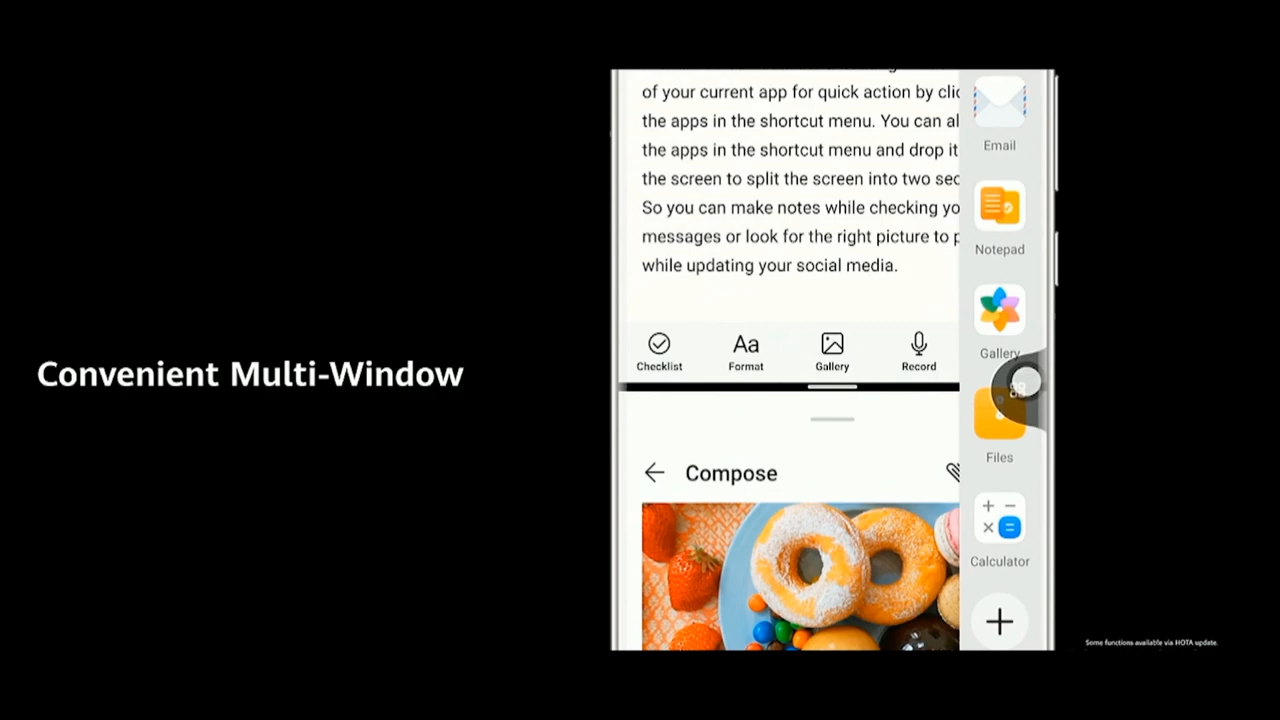 Convenient Multi-Window
of your current app for quick action by clic
the apps in the shortcut menu. You can al
the apps in the shortcut menu and drop it
the screen to split the screen into two sec
So you can make notes while checking yo
messages or look for the right picture to p
while updating your social media.
Checklist
Aa
Format
Gallery
Record
Compose
Email
Notepad
Gallery
Files
Calculator
Some functions available via HOTA update.